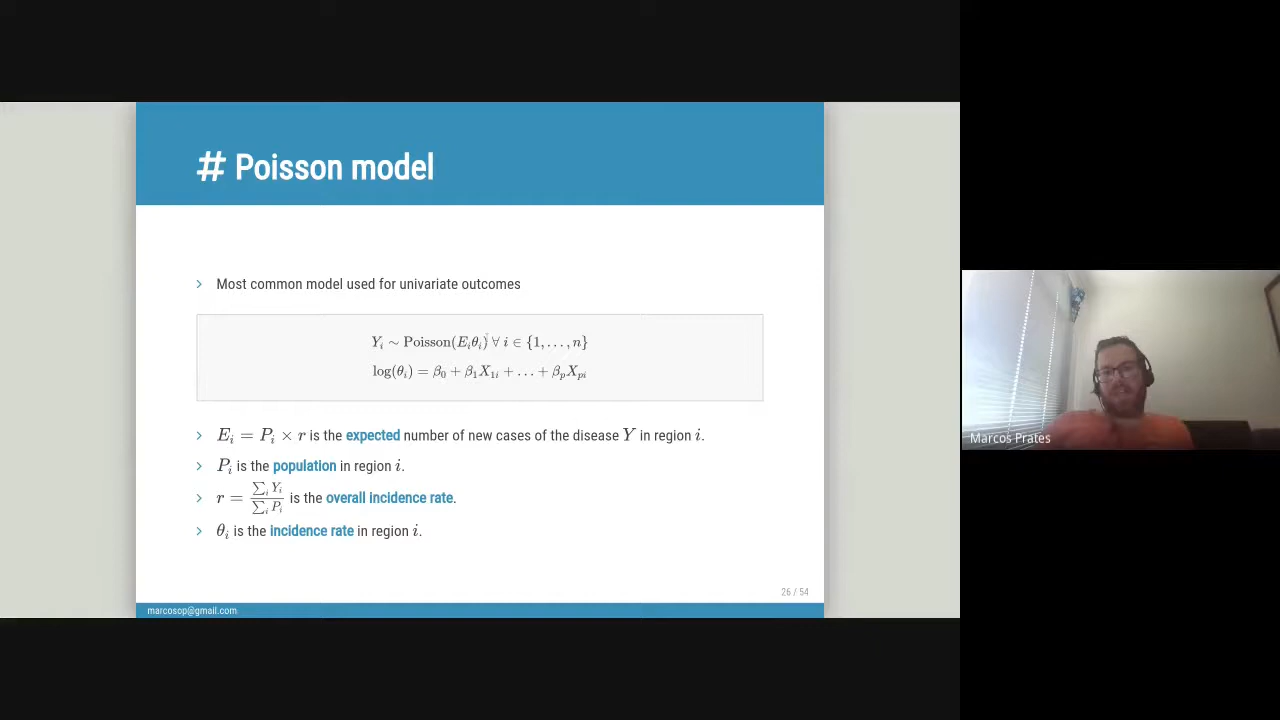 # Poisson model
Most common model used for univariate outcomes
Yᵢ ∼ Poisson(Eᵢθᵢ) ∀ i ∈ {1, . . . , n}
log(θᵢ) = β₀ + β₁X₁ᵢ + . . . + βₚXₚᵢ
Eᵢ = Pᵢ × r is the expected number of new cases of the disease Y in region i.
Pᵢ is the population in region i.
r = ∑ᵢ Yᵢ / ∑ᵢ Pᵢ is the overall incidence rate.
θᵢ is the incidence rate in region i.
26 / 54
marcosop@gmail.com
Marcos Prates